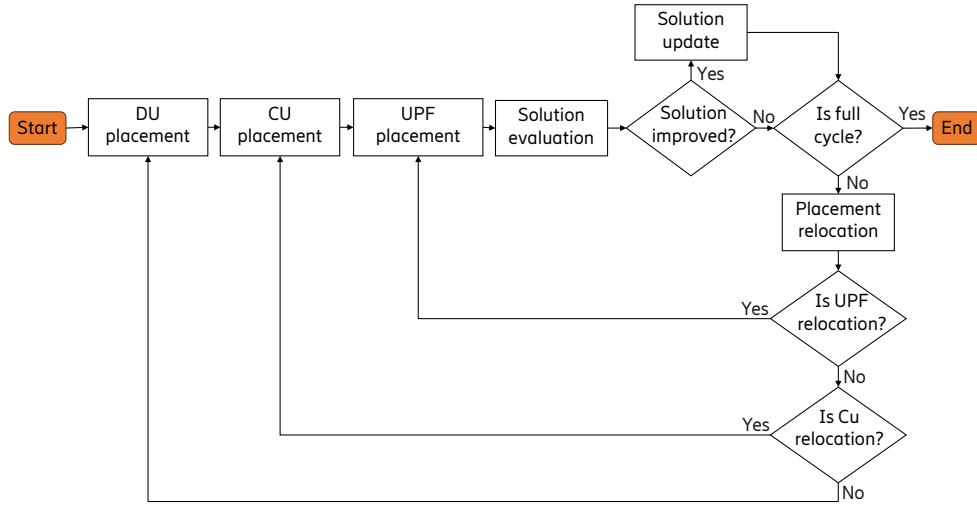 Solution
update
Yes
Start
DU
placement
CU
placement
UPF
placement
Solution
evaluation
Solution
improved?
No
Is full
cycle?
Yes
End
No
Placement
relocation
Yes
Is UPF
relocation?
No
Yes
Is Cu
relocation?
No